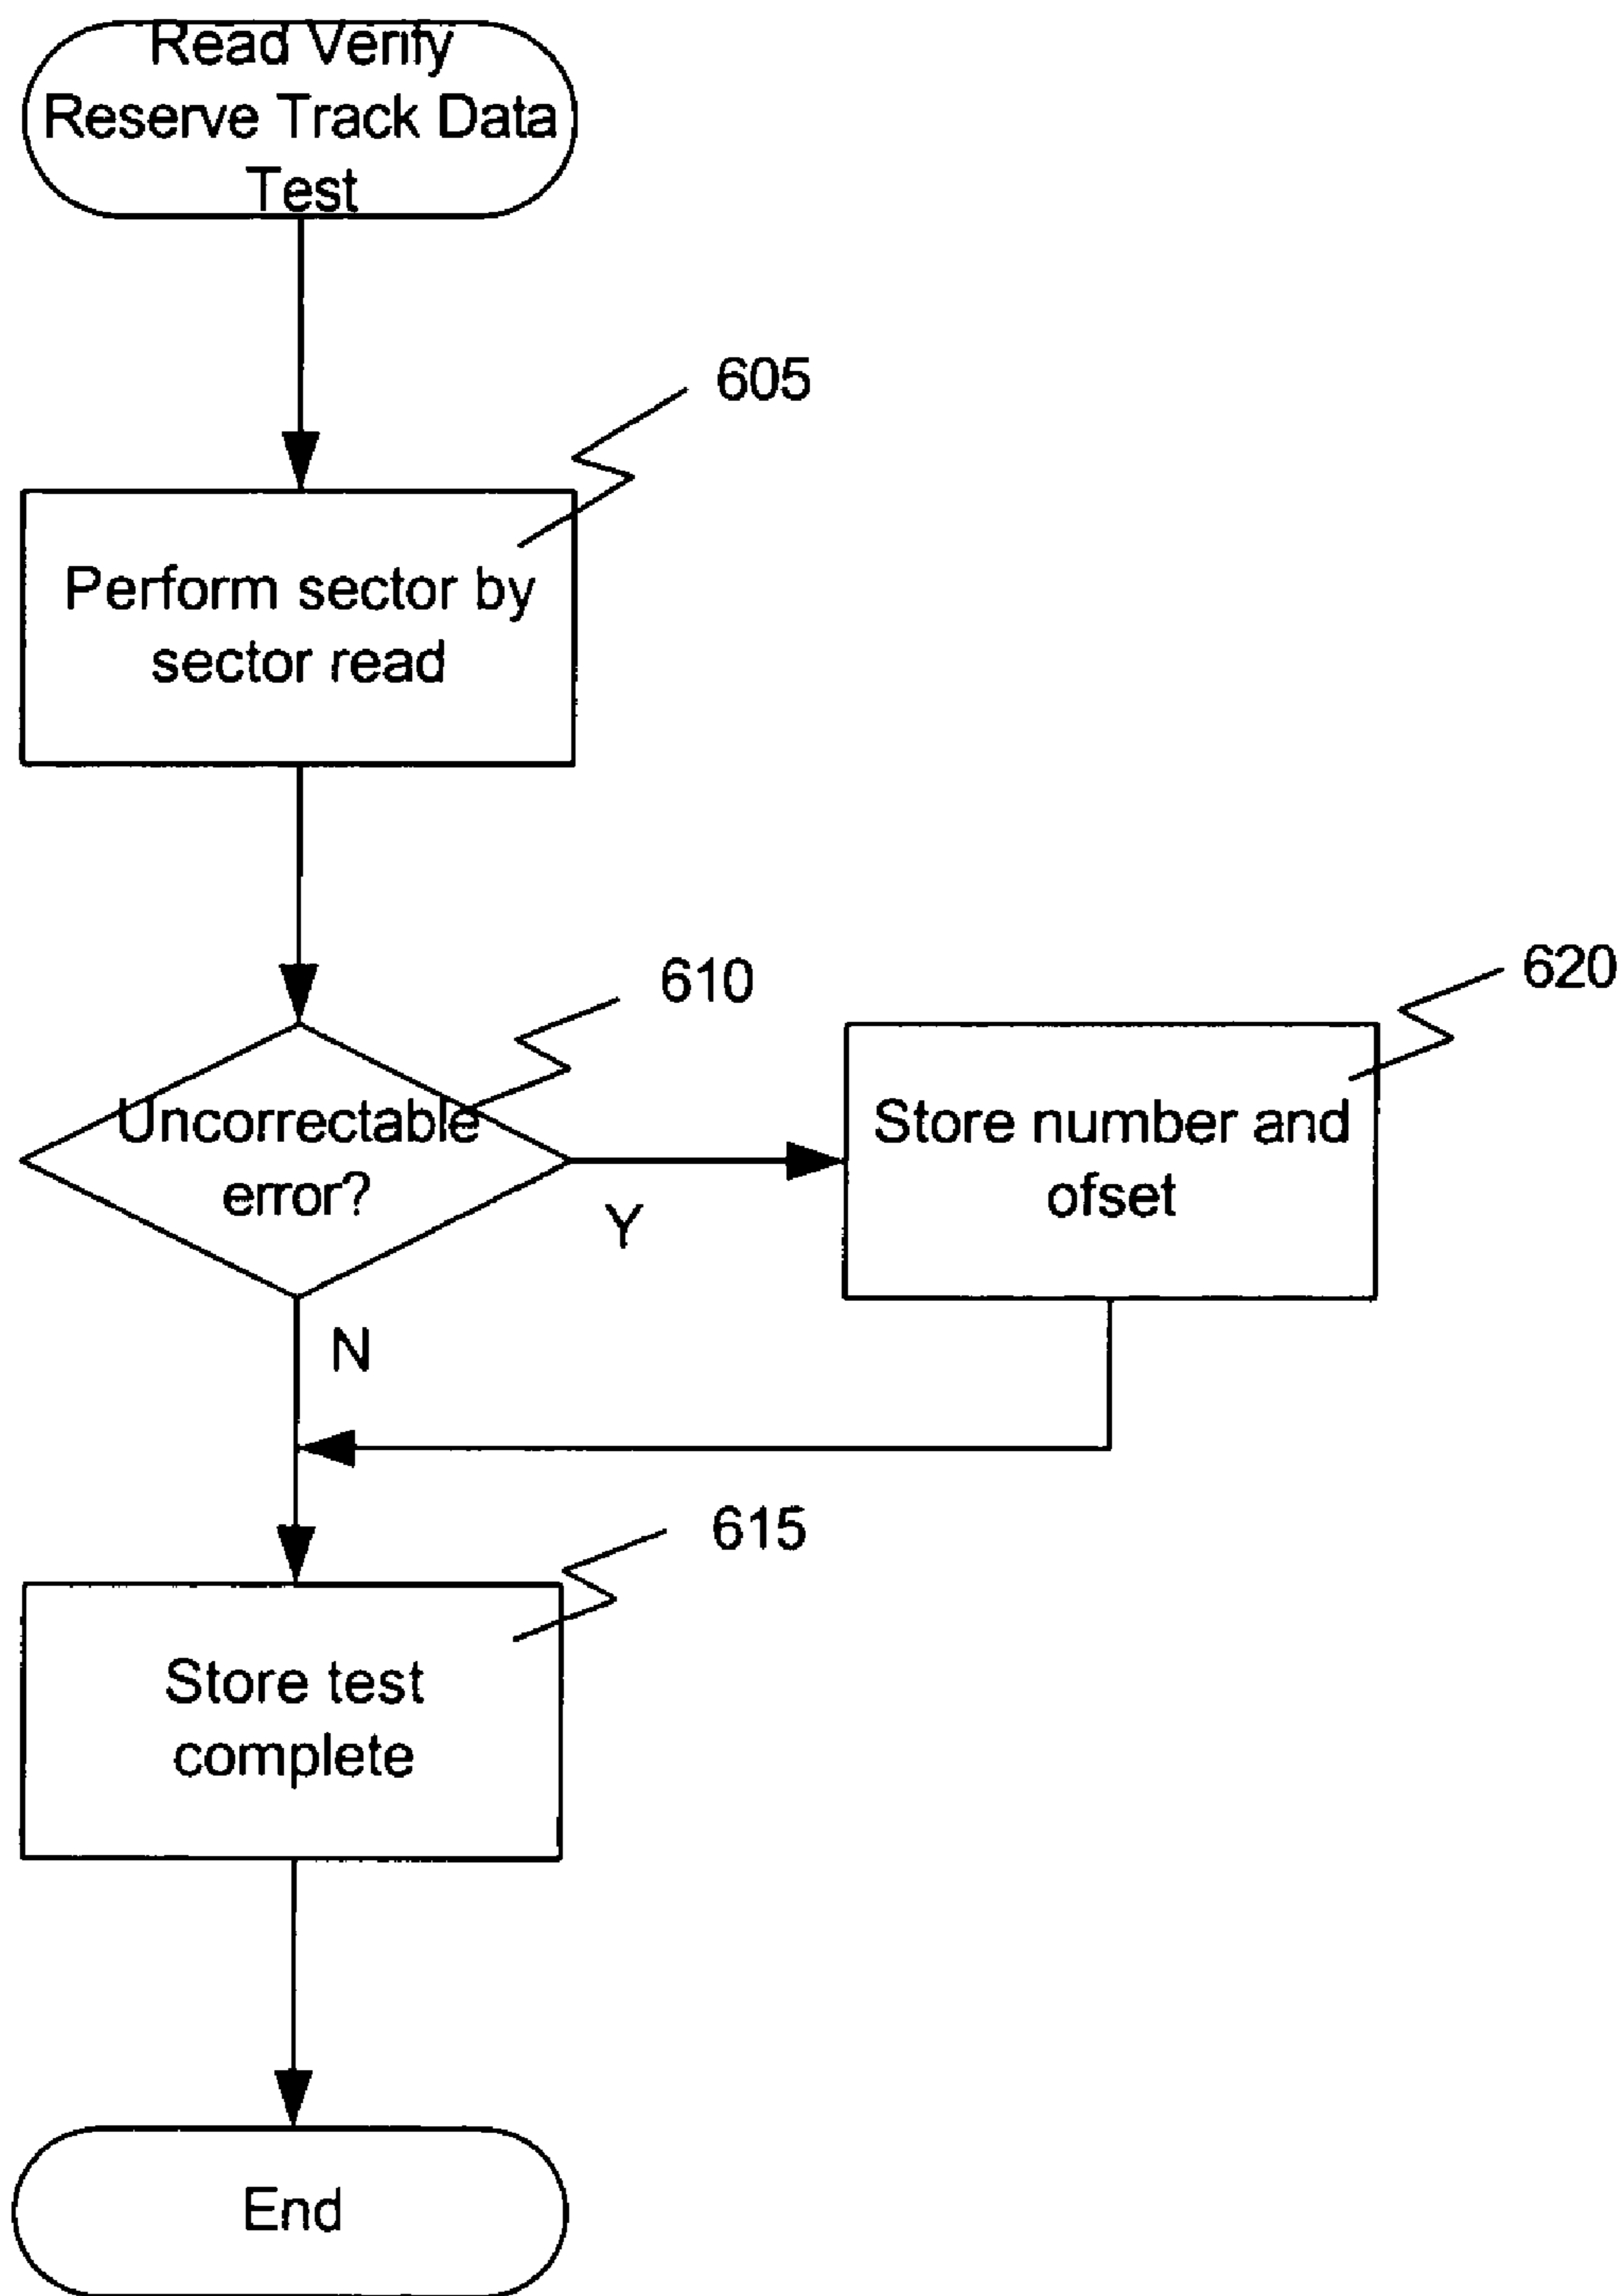 Read Verify
Reserve Track Data
Test
605
Perform sector by
sector read
610
620
Uncorrectable
error?
Y
Store number and
ofset
N
615
Store test
complete
End